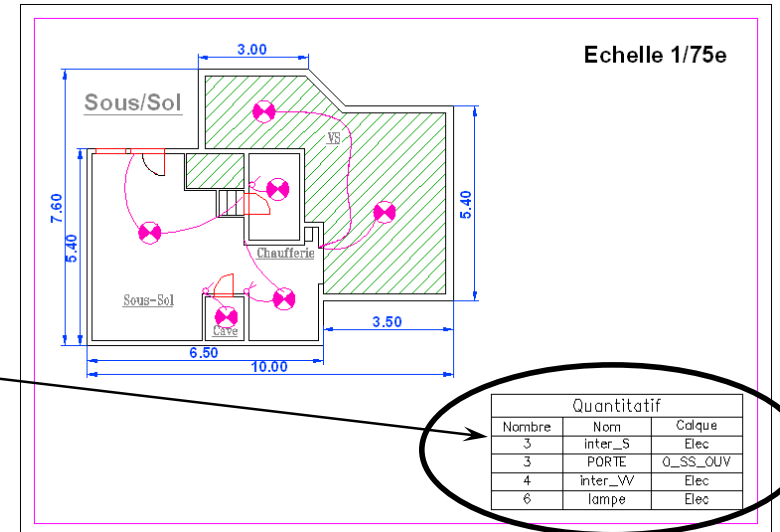 3.00
Echelle 1/75e
Sous/Sol
VS
7.60
5.40
5.40
Chaufferie
Sous-Sol
Cave
3.50
6.50
10.00
Quantitatif
Nombre Nom Calque
3 inter_S Elec
3 PORTE O_SS_OUV
4 inter_VV Elec
6 lampe Elec